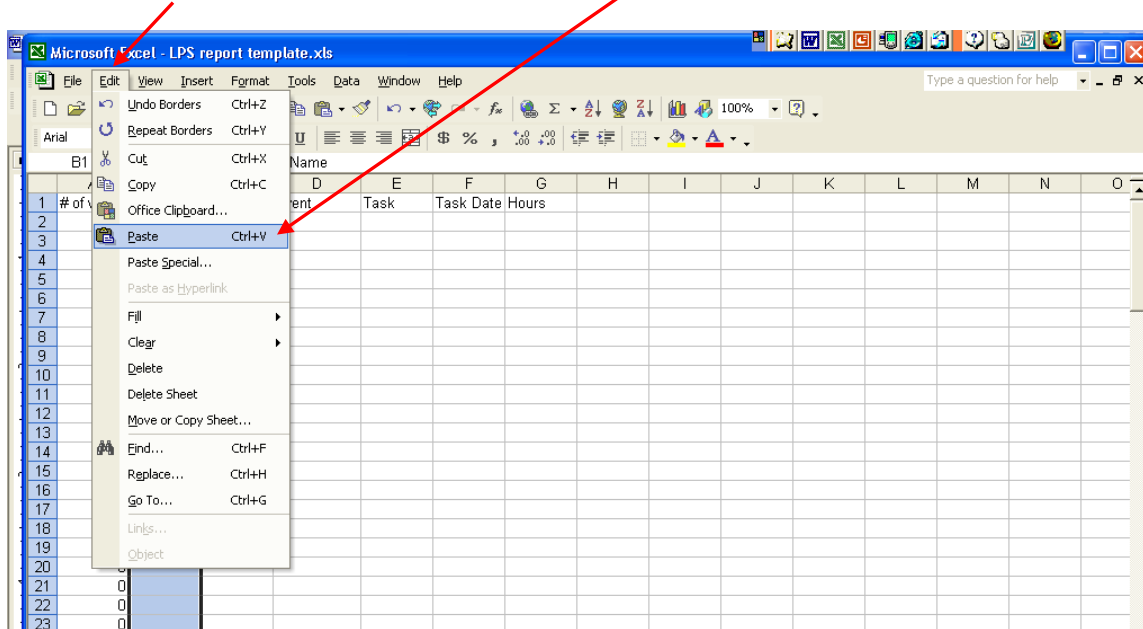 Microsoft Excel - LPS report template.xls
File Edit View Insert Format Tools Data Window Help Type a question for help
100%
Arial U $ % ,
B1 Name
D E F G H I J K L M N O
1 # of Task Task Date Hours
Undo Borders Ctrl+Z
Repeat Borders Ctrl+Y
Cut Ctrl+X
Copy Ctrl+C
Office Clipboard...
Paste Ctrl+V
Paste Special...
Paste as Hyperlink
Fill
Clear
Delete
Delete Sheet
Move or Copy Sheet...
Find... Ctrl+F
Replace... Ctrl+H
Go To... Ctrl+G
Links...
Object
2
3
4
5
6
7
8
9
10
11
12
13
14
15
16
17
18
19
20
21 0
22 0
23 0